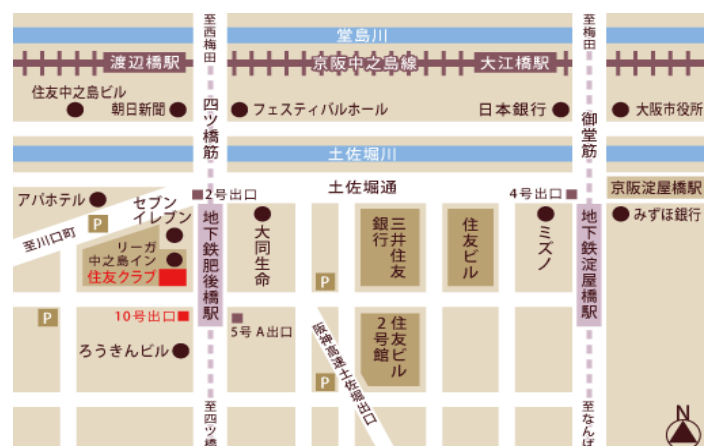 至西梅田
至梅田
堂島川
渡辺橋駅
京阪中之島線
大江橋駅
住友中之島ビル
朝日新聞
四ツ橋筋
フェスティバルホール
日本銀行
御堂筋
大阪市役所
土佐堀川
土佐堀通
アパホテル
セブン
イレブン
2号出口
4号出口
京阪淀屋橋駅
みずほ銀行
P
至川口町
リーガ
中之島イン
住友クラブ
地下鉄肥後橋駅
大同生命
三井住友
銀行
住友ビル
ミズノ
地下鉄淀屋橋駅
P
P
10号出口
5号A出口
ろうきんビル
阪神高速土佐堀出口
住友ビル
2号館
P
至四ツ橋
至なんば
N